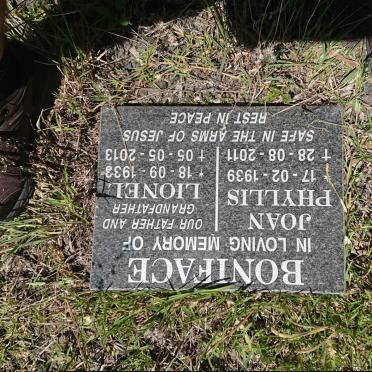 BONIFACE
IN LOVING MEMORY OF
JOAN
PHYLLIS
17 - 02 - 1939
† 28 - 08 - 2011
OUR FATHER AND
GRANDFATHER
LIONEL
* 18 - 09 - 1933
† 05 - 05 - 2013
SAFE IN THE ARMS OF JESUS
REST IN PEACE